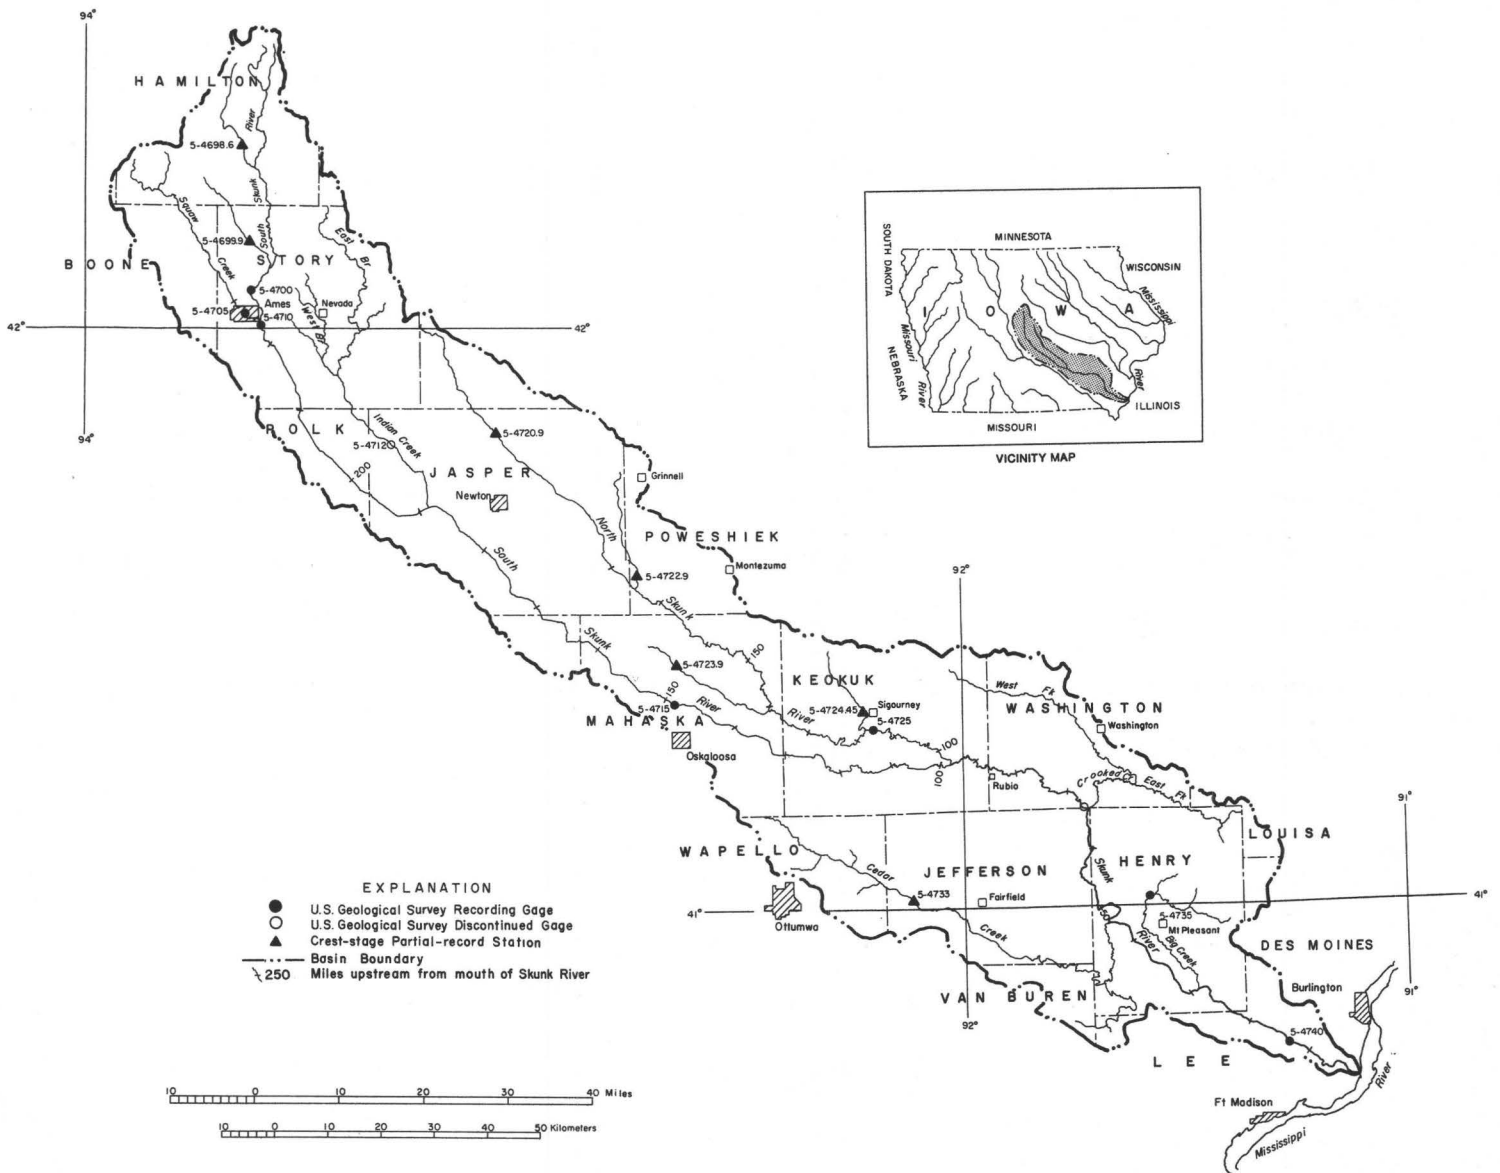 94°
HAMILTON
River
5-4698.6
Skunk
Squaw
South
5-4699.9
East
Br
STORY
BOONE
Creek
5-4700
Ames
Nevada
5-4705
5-4710
West
Br
42°
42°
94°
POLK
Indian Creek
5-4712
5-4720.9
200
JASPER
Newton
Grinnell
North
POWESHIEK
South
Montezuma
5-4722.9
Skunk
Skunk
150
5-4723.9
KEOKUK
150
River
5-4715
River
5-4724.45
Sigourney
5-4725
MAHASKA
Oskaloosa
100
100
92°
West
Fk
WASHINGTON
Washington
Rubio
Crooked
Cr
East
Fk
91°
LOUISA
WAPELLO
Cedar
JEFFERSON
HENRY
Skunk
5-4733
Fairfield
41°
41°
Ottumwa
50
5-4735
Mt Pleasant
River
Big Creek
Creek
DES MOINES
VAN BUREN
Burlington
91°
92°
5-4740
LEE
River
Ft Madison
Mississippi
MINNESOTA
SOUTH DAKOTA
WISCONSIN
Mississippi
IOWA
Missouri
NEBRASKA
River
River
ILLINOIS
MISSOURI
VICINITY MAP
EXPLANATION
U.S. Geological Survey Recording Gage
U.S. Geological Survey Discontinued Gage
Crest-stage Partial-record Station
Basin Boundary
250 Miles upstream from mouth of Skunk River
10 0 10 20 30 40 Miles
10 0 10 20 30 40 50 Kilometers